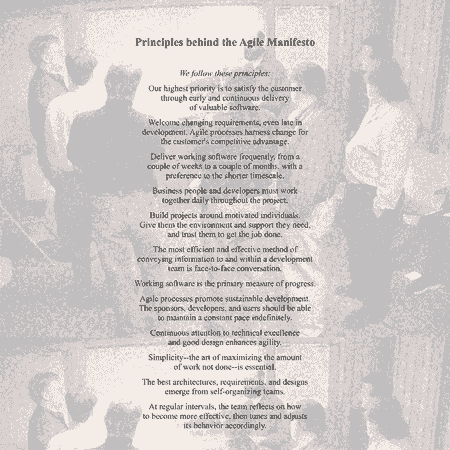 Principles behind the Agile Manifesto
We follow these principles:
Our highest priority is to satisfy the customer
through early and continuous delivery
of valuable software.
Welcome changing requirements, even late in
development. Agile processes harness change for
the customer's competitive advantage.
Deliver working software frequently, from a
couple of weeks to a couple of months, with a
preference to the shorter timescale.
Business people and developers must work
together daily throughout the project.
Build projects around motivated individuals.
Give them the environment and support they need,
and trust them to get the job done.
The most efficient and effective method of
conveying information to and within a development
team is face-to-face conversation.
Working software is the primary measure of progress.
Agile processes promote sustainable development.
The sponsors, developers, and users should be able
to maintain a constant pace indefinitely.
Continuous attention to technical excellence
and good design enhances agility.
Simplicity--the art of maximizing the amount
of work not done--is essential.
The best architectures, requirements, and designs
emerge from self-organizing teams.
At regular intervals, the team reflects on how
to become more effective, then tunes and adjusts
its behavior accordingly.